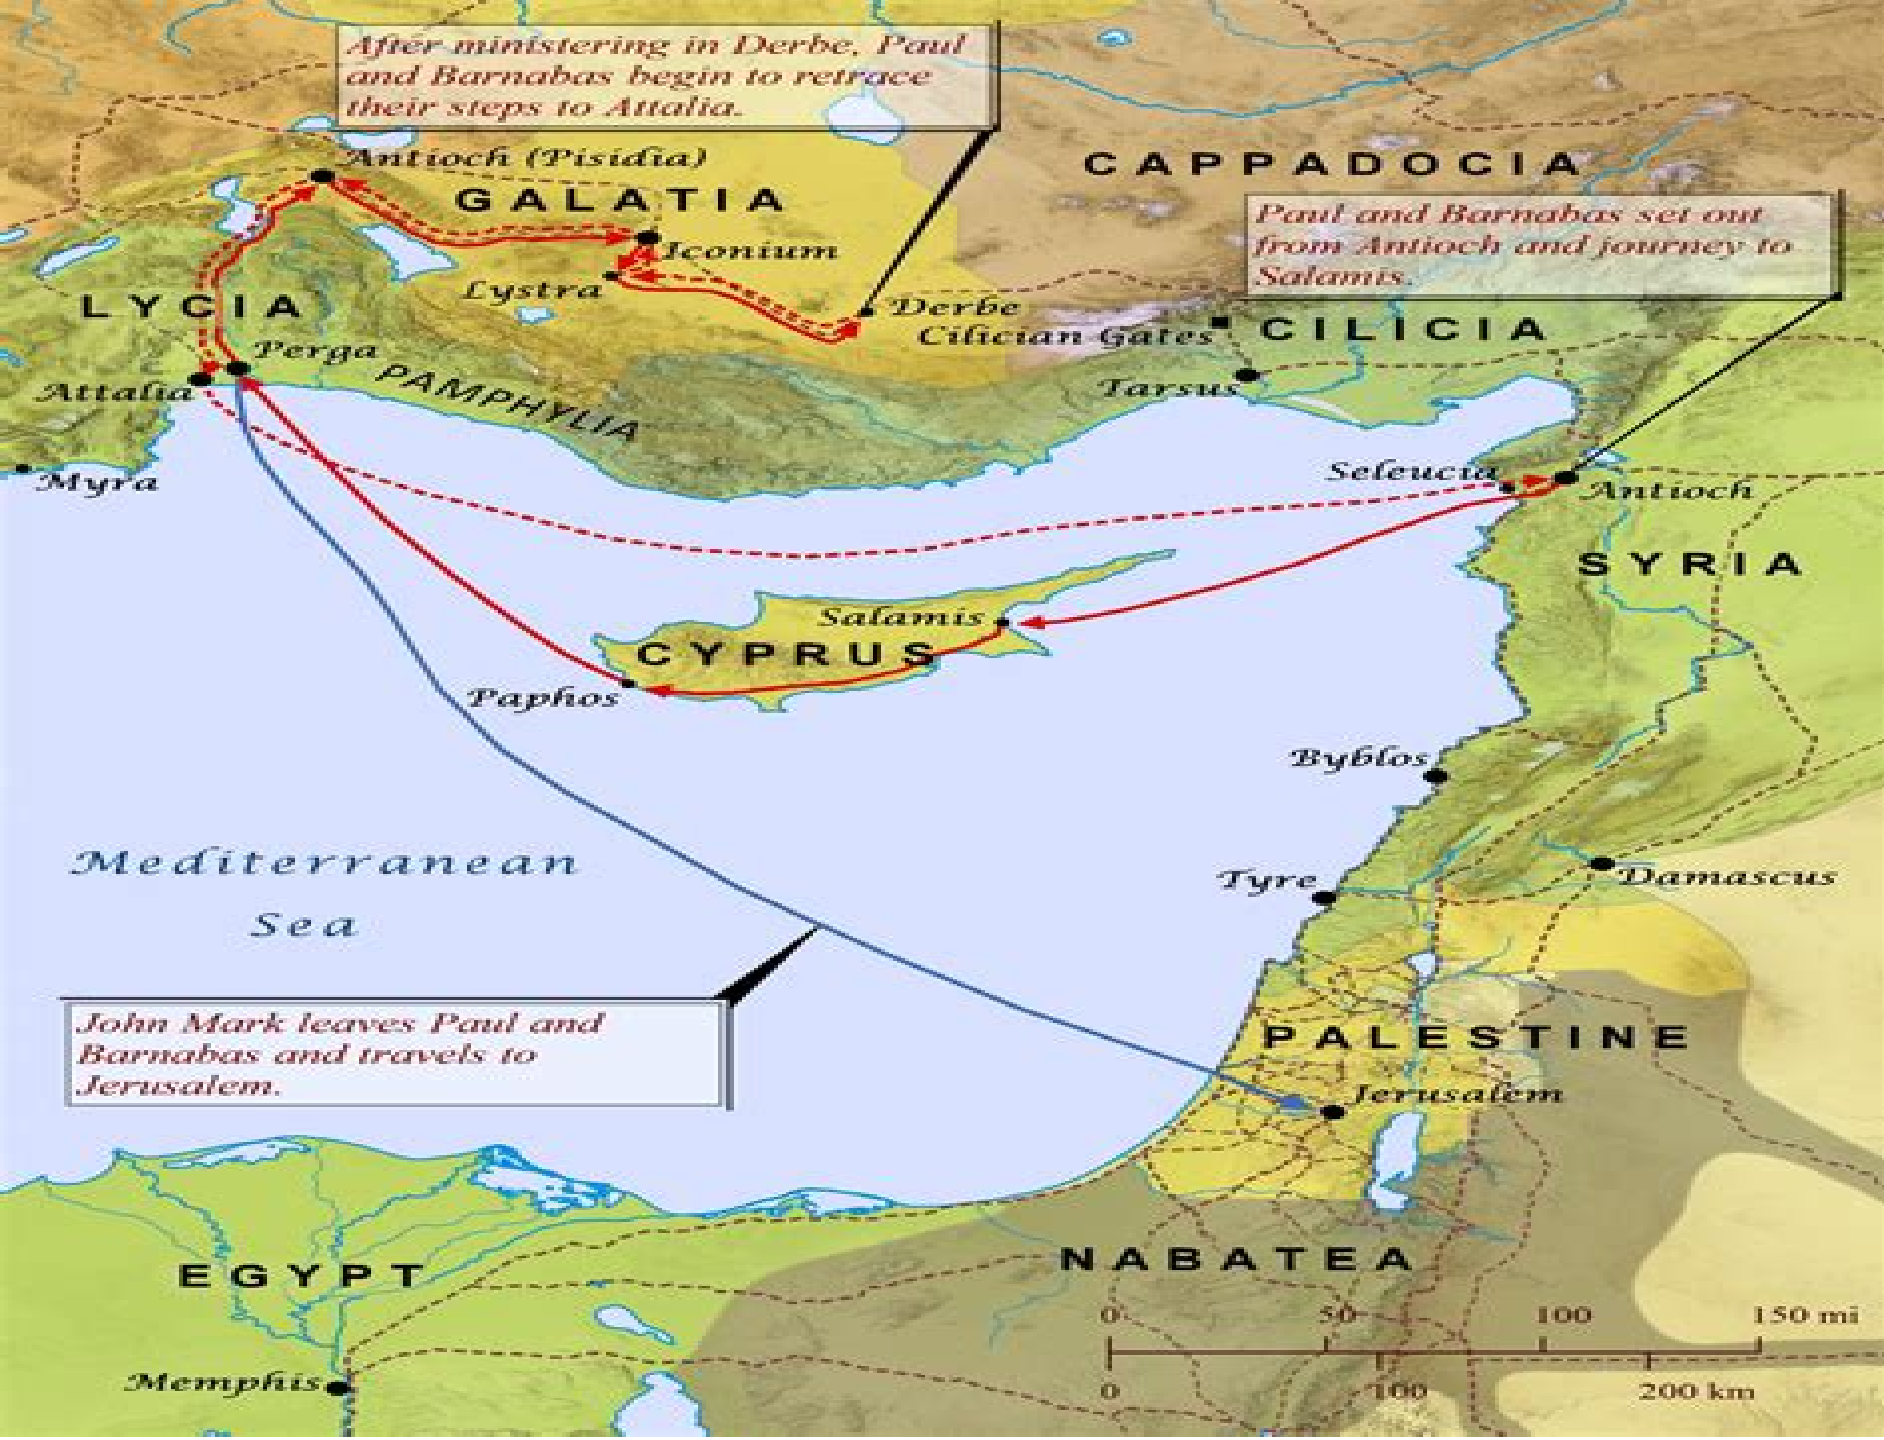 After ministering in Derbe, Paul
and Barnabas begin to retrace
their steps to Attalia.
Antioch (Pisidia)
GALATIA
CAPPADOCIA
Paul and Barnabas set out
from Antioch and journey to
Salamis.
Iconium
Lystra
LYCIA
Derbe
Cilician Gates
CILICIA
Perga
Attalia
PAMPHYLIA
Tarsus
Myra
Seleucia
Antioch
SYRIA
Salamis
CYPRUS
Paphos
Byblos
Mediterranean
Sea
Tyre
Damascus
John Mark leaves Paul and
Barnabas and travels to
Jerusalem.
PALESTINE
Jerusalem
EGYPT
NABATEA
0 50 100 150 mi
0 100 200 km
Memphis